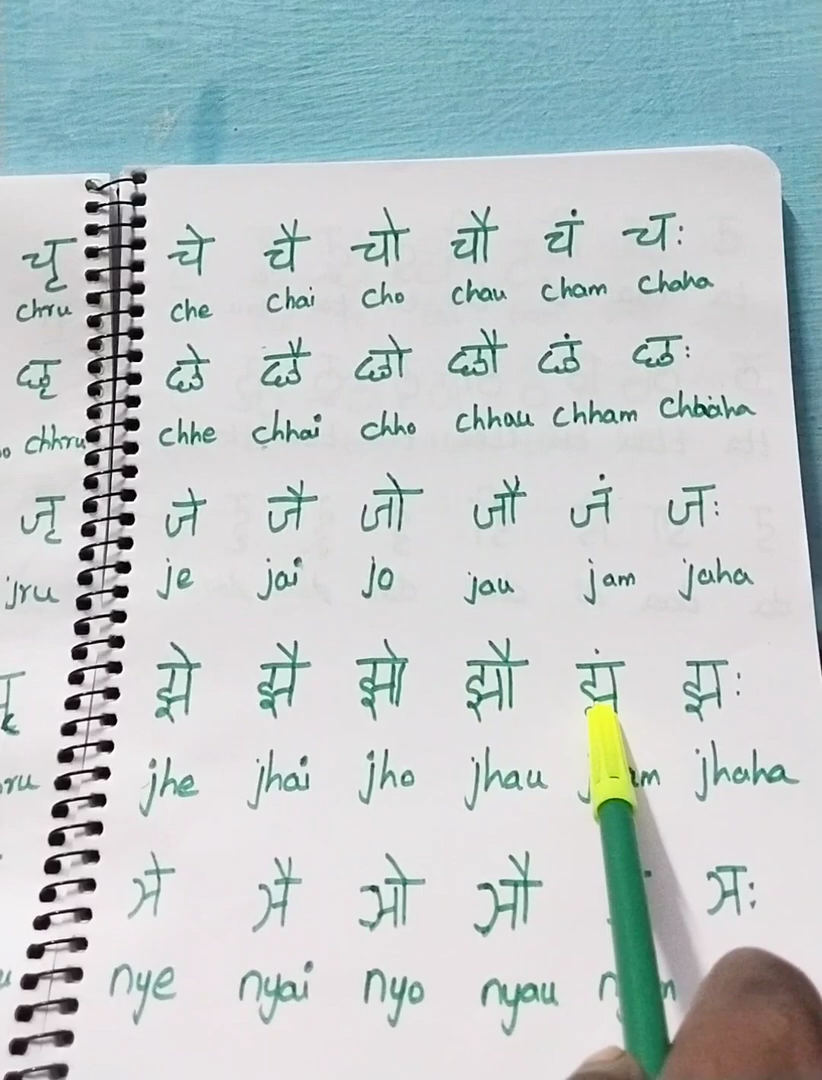 चृ चे चै चो चौ चं चः
chru che chai cho chau cham chaha
छृ छे छै छो छौ छं छः
chhru chhe chhai chho chhau chham chhaha
जृ जे जै जो जौ जं जः
jru je jai jo jau jam jaha
झे झै झो झौ झं झः
jhe jhai jho jhau jhaha
ञे ञै ञो ञौ ञः
nye nyai nyo nyau